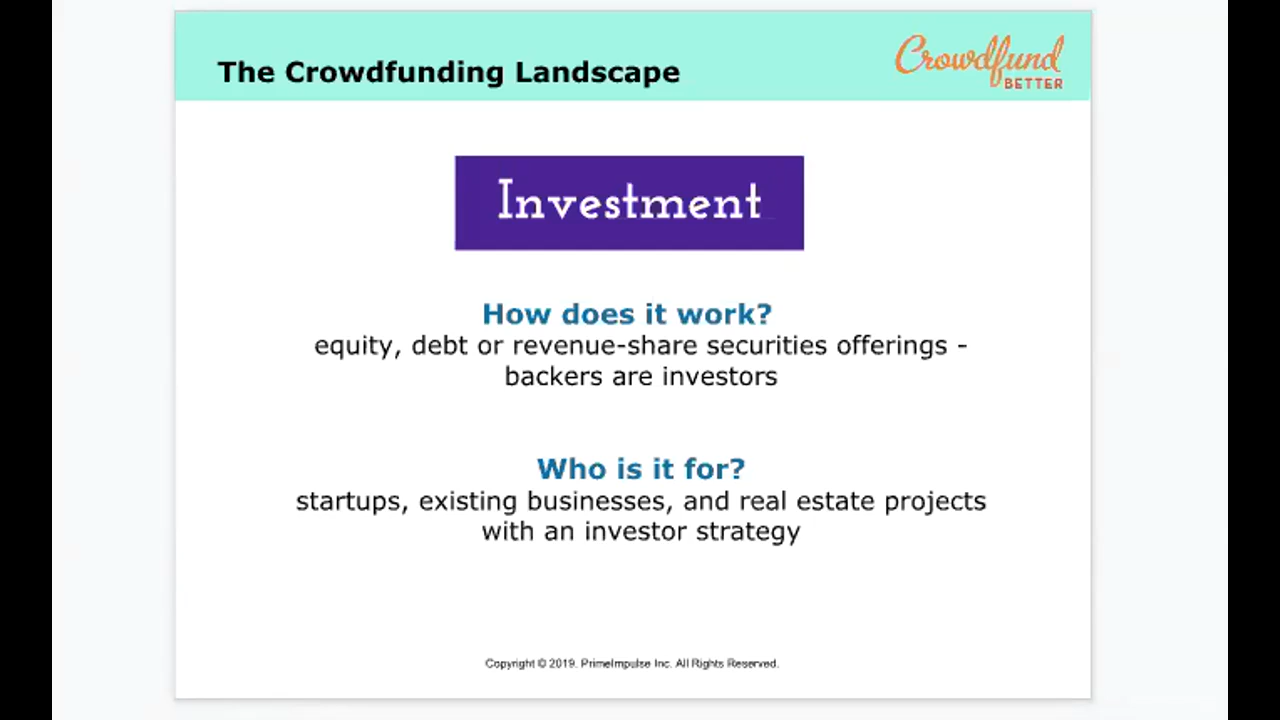 The Crowdfunding Landscape
Crowdfund
BETTER
Investment
How does it work?
equity, debt or revenue-share securities offerings -
backers are investors
Who is it for?
startups, existing businesses, and real estate projects
with an investor strategy
Copyright © 2019. PrimeImpulse Inc. All Rights Reserved.